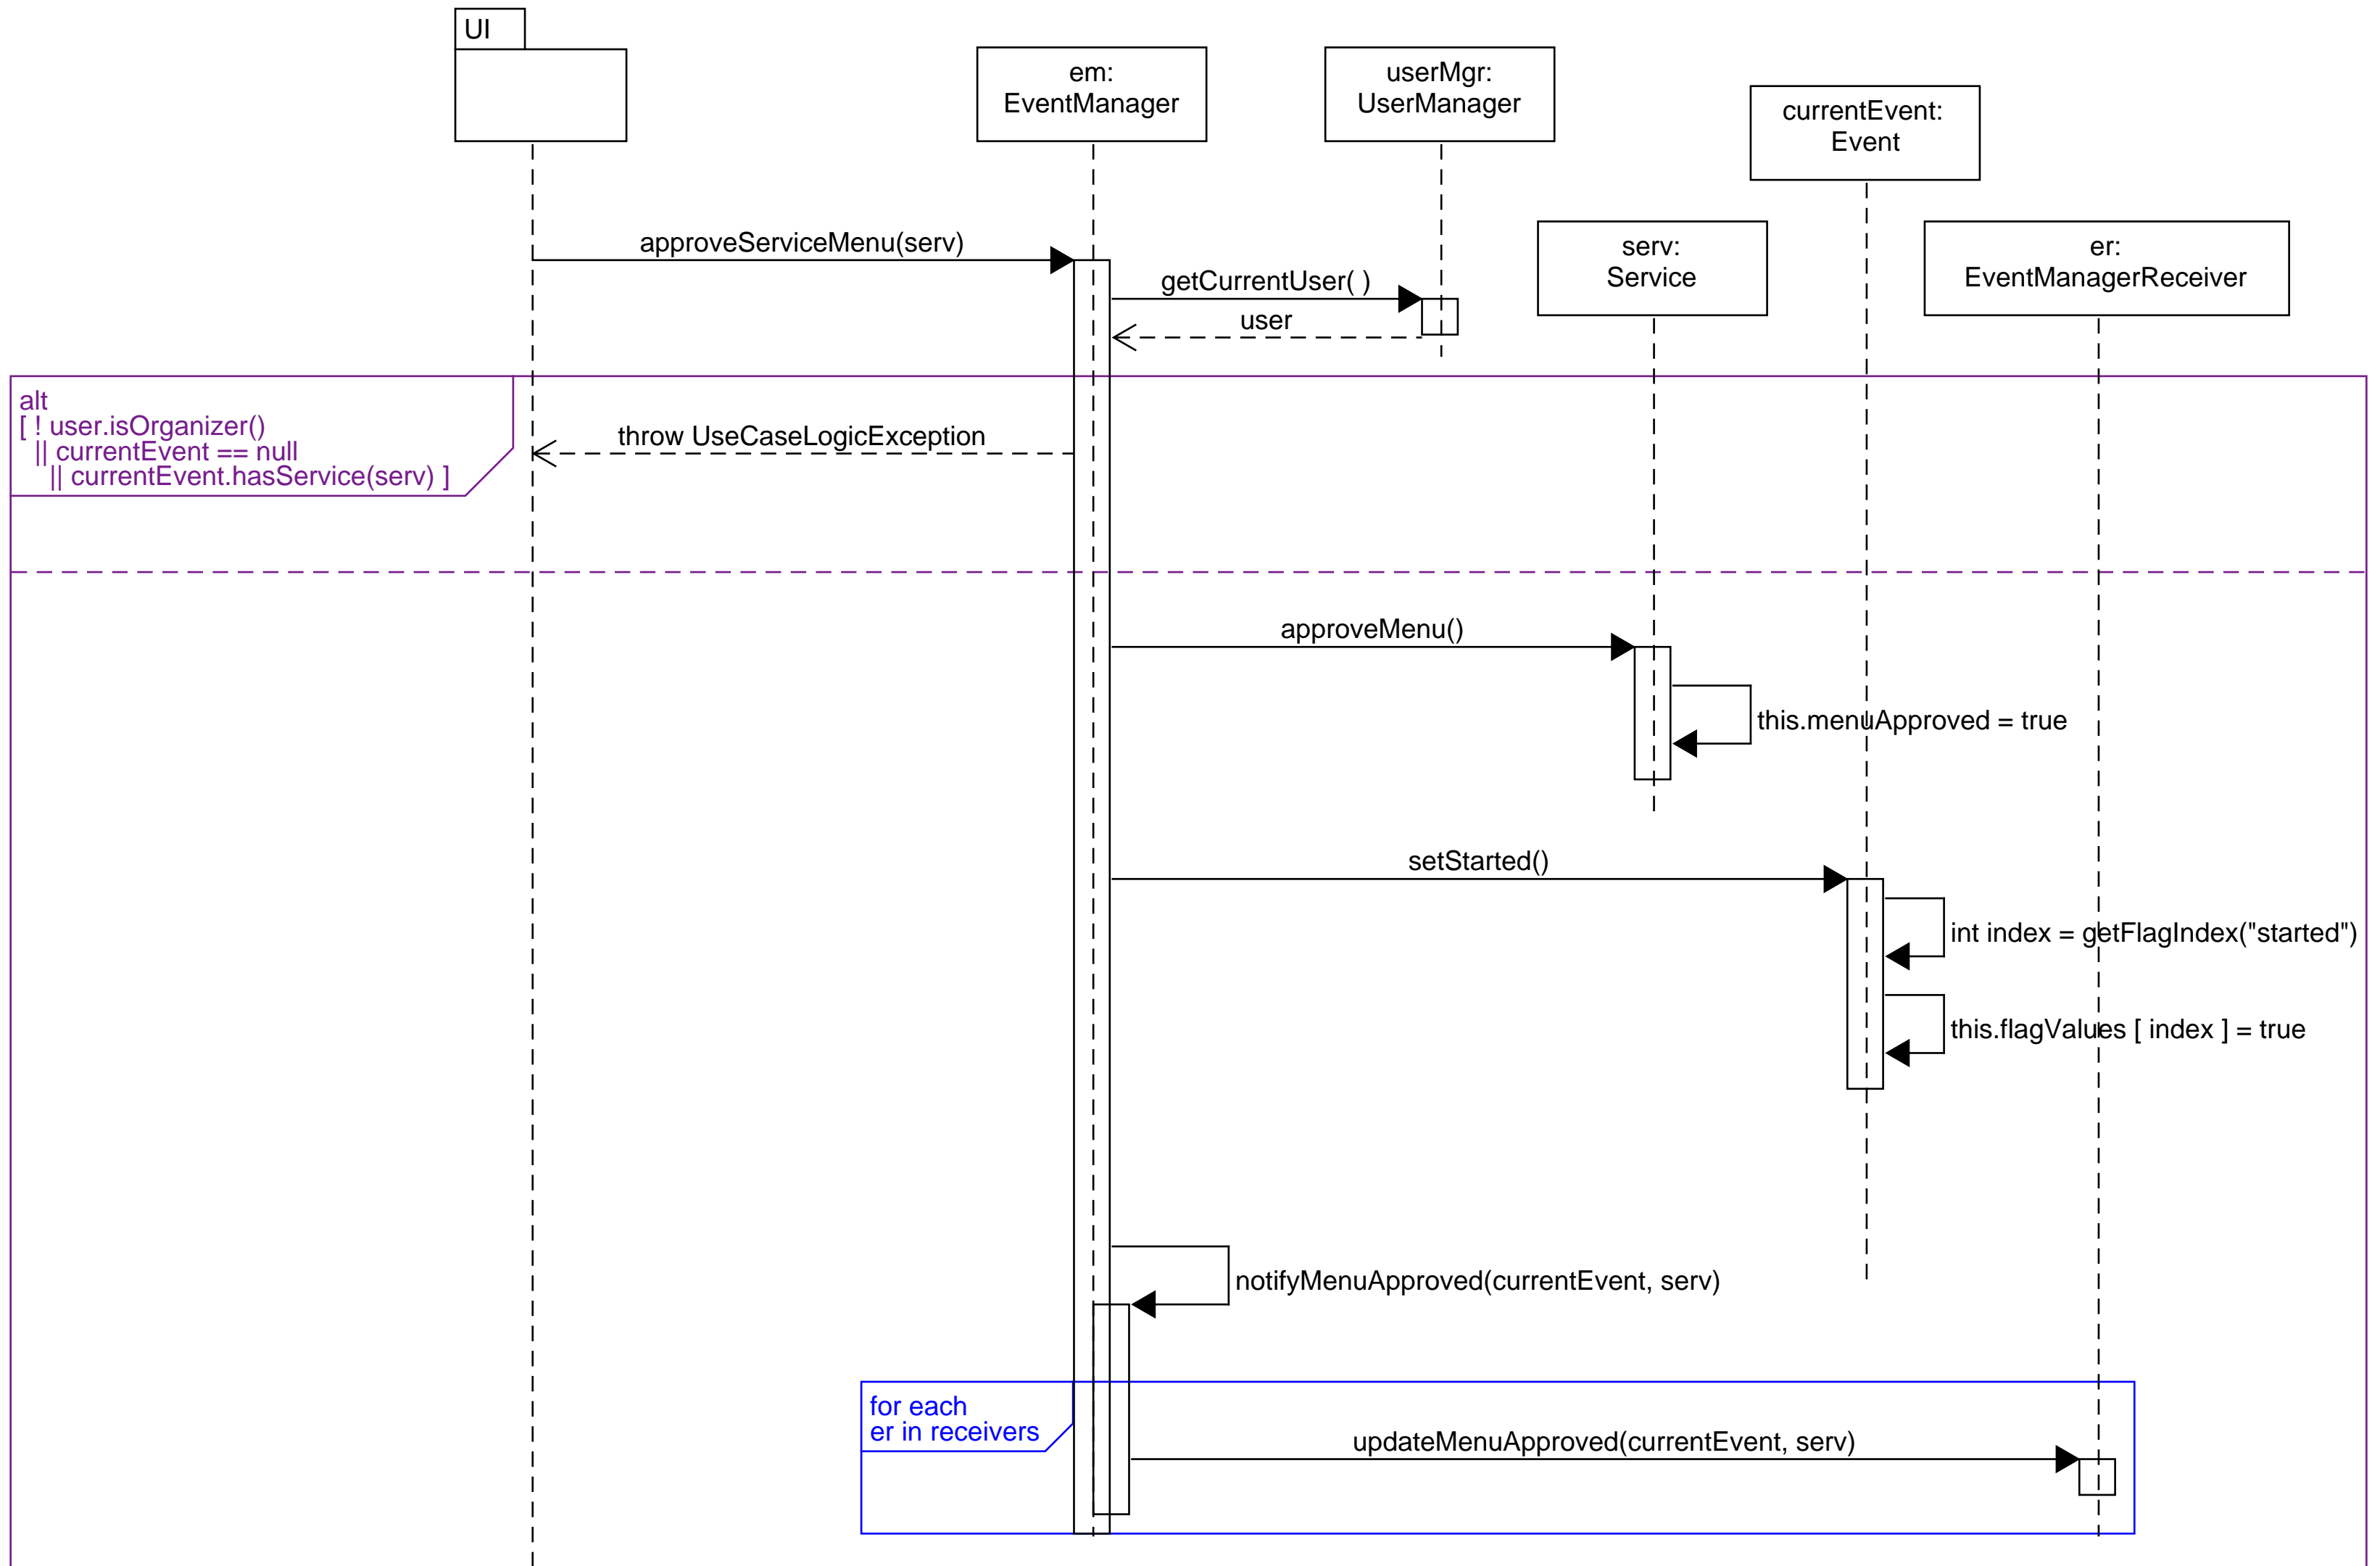 UI
em:
EventManager
userMgr:
UserManager
currentEvent:
Event
serv:
Service
er:
EventManagerReceiver
approveServiceMenu(serv)
getCurrentUser( )
user
alt
[ ! user.isOrganizer()
|| currentEvent == null
|| currentEvent.hasService(serv) ]
throw UseCaseLogicException
approveMenu()
this.menuApproved = true
setStarted()
int index = getFlagIndex("started")
this.flagValues [ index ] = true
notifyMenuApproved(currentEvent, serv)
for each
er in receivers
updateMenuApproved(currentEvent, serv)